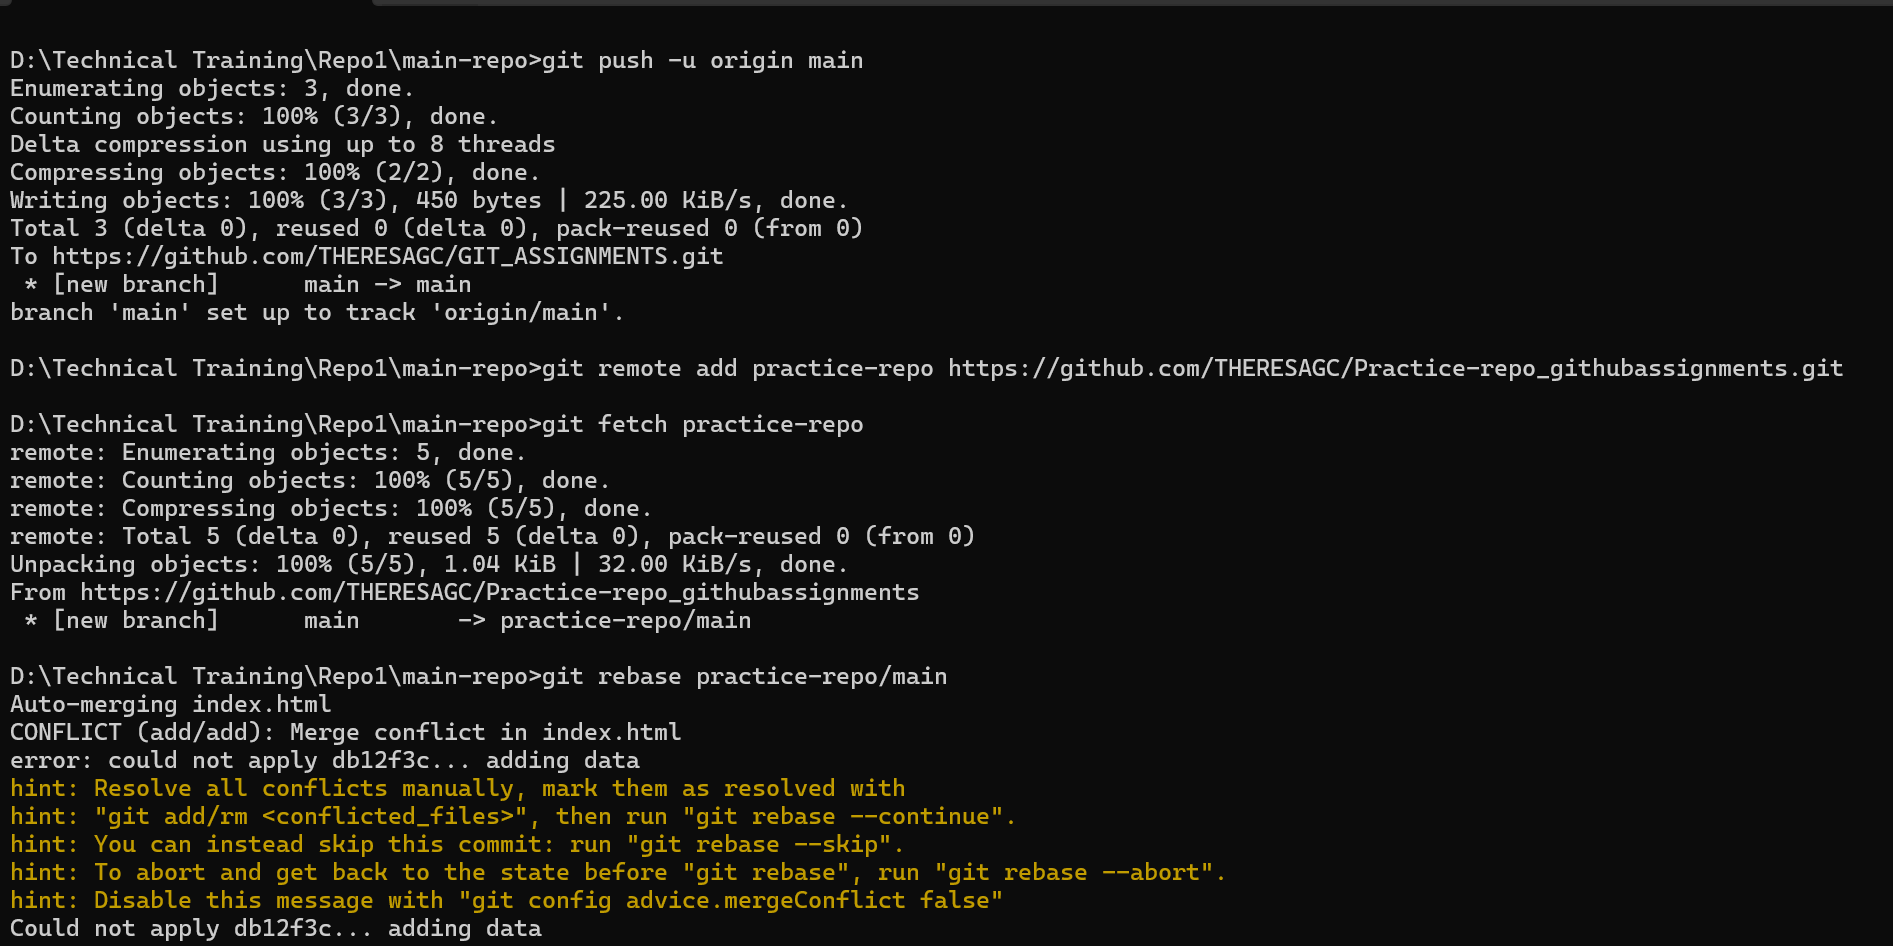 D:\Technical Training\Repo1\main-repo>git push -u origin main
Enumerating objects: 3, done.
Counting objects: 100% (3/3), done.
Delta compression using up to 8 threads
Compressing objects: 100% (2/2), done.
Writing objects: 100% (3/3), 450 bytes | 225.00 KiB/s, done.
Total 3 (delta 0), reused 0 (delta 0), pack-reused 0 (from 0)
To https://github.com/THERESAGC/GIT_ASSIGNMENTS.git
 * [new branch]      main -> main
branch 'main' set up to track 'origin/main'.
D:\Technical Training\Repo1\main-repo>git remote add practice-repo https://github.com/THERESAGC/Practice-repo_githubassignments.git
D:\Technical Training\Repo1\main-repo>git fetch practice-repo
remote: Enumerating objects: 5, done.
remote: Counting objects: 100% (5/5), done.
remote: Compressing objects: 100% (5/5), done.
remote: Total 5 (delta 0), reused 5 (delta 0), pack-reused 0 (from 0)
Unpacking objects: 100% (5/5), 1.04 KiB | 32.00 KiB/s, done.
From https://github.com/THERESAGC/Practice-repo_githubassignments
 * [new branch]      main       -> practice-repo/main
D:\Technical Training\Repo1\main-repo>git rebase practice-repo/main
Auto-merging index.html
CONFLICT (add/add): Merge conflict in index.html
error: could not apply db12f3c... adding data
hint: Resolve all conflicts manually, mark them as resolved with
hint: "git add/rm <conflicted_files>", then run "git rebase --continue".
hint: You can instead skip this commit: run "git rebase --skip".
hint: To abort and get back to the state before "git rebase", run "git rebase --abort".
hint: Disable this message with "git config advice.mergeConflict false"
Could not apply db12f3c... adding data